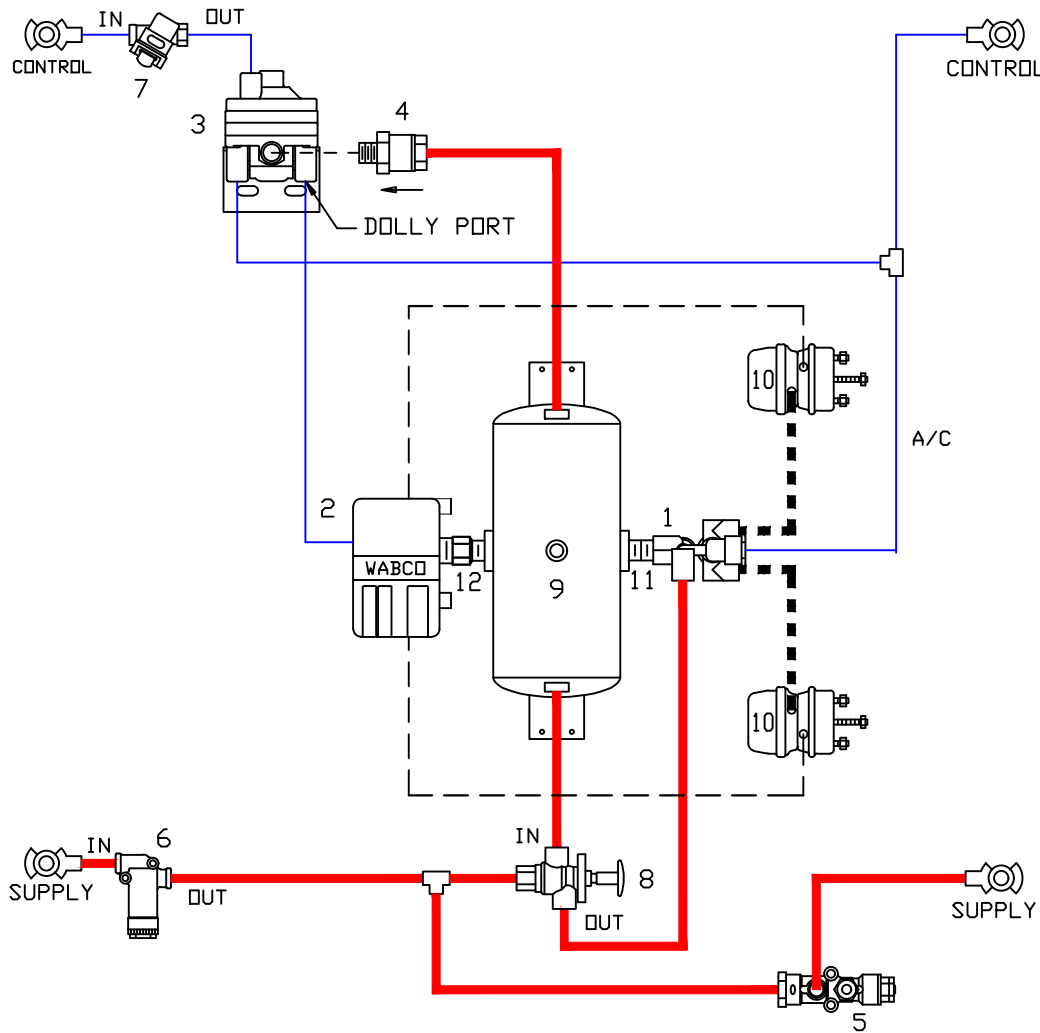 IN
OUT
CONTROL
7
CONTROL
3
4
DOLLY PORT
10
A/C
2
1
WABCO
12
9
11
10
IN
6
IN
SUPPLY
OUT
8
OUT
SUPPLY
5